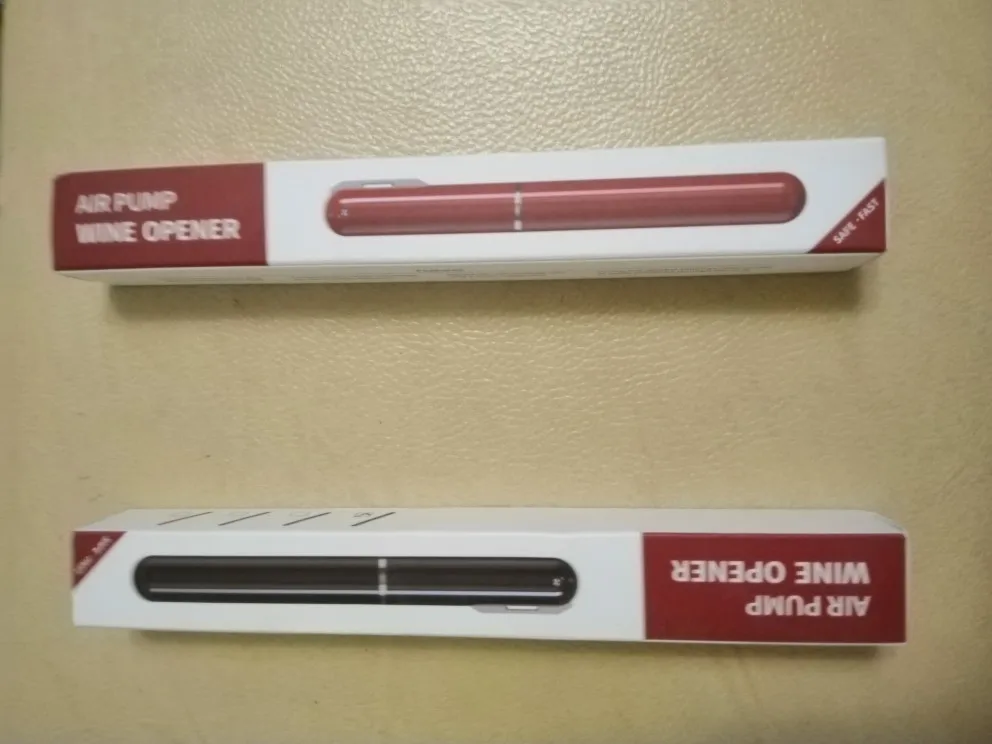 AIR PUMP
WINE OPENER
SAFE · FAST
AIR PUMP
WINE OPENER